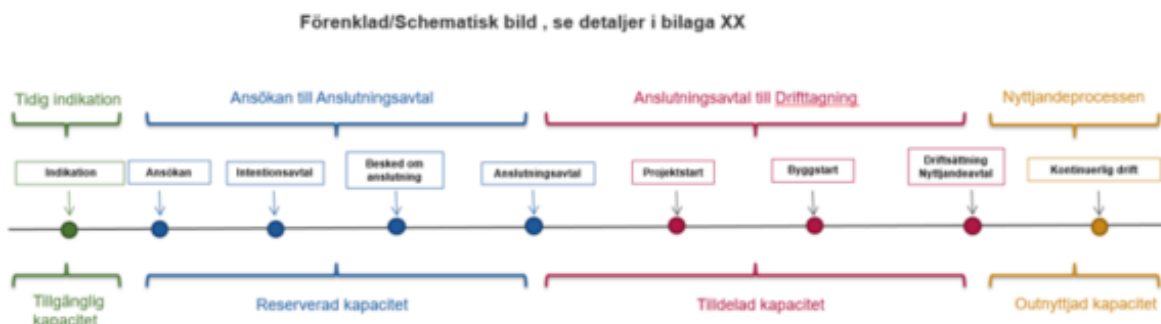 Förenklad/Schematisk bild , se detaljer i bilaga XX
Tidig indikation
Ansökan till Anslutningsavtal
Anslutningsavtal till Drifttagning
Nyttjandeprocessen
Indikation
Ansökan
Intentionsavtal
Besked om
anslutning
Anslutningsavtal
Projektstart
Byggstart
Driftsättning
Nyttjandeavtal
Kontinuerlig drift
Tillgänglig
kapacitet
Reserverad kapacitet
Tilldelad kapacitet
Outnyttjad kapacitet